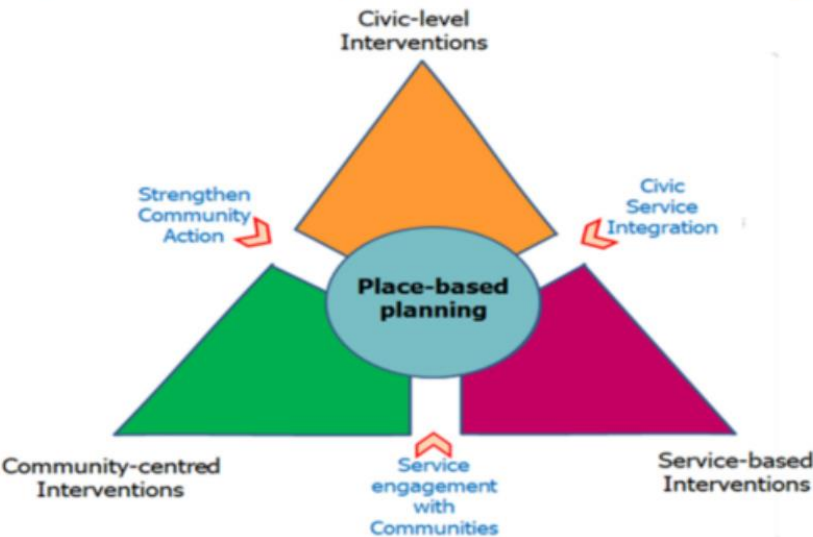 Civic-level
Interventions
Strengthen
Community
Action
Civic
Service
Integration
Place-based
planning
Community-centred
Interventions
Service
engagement
with
Communities
Service-based
Interventions